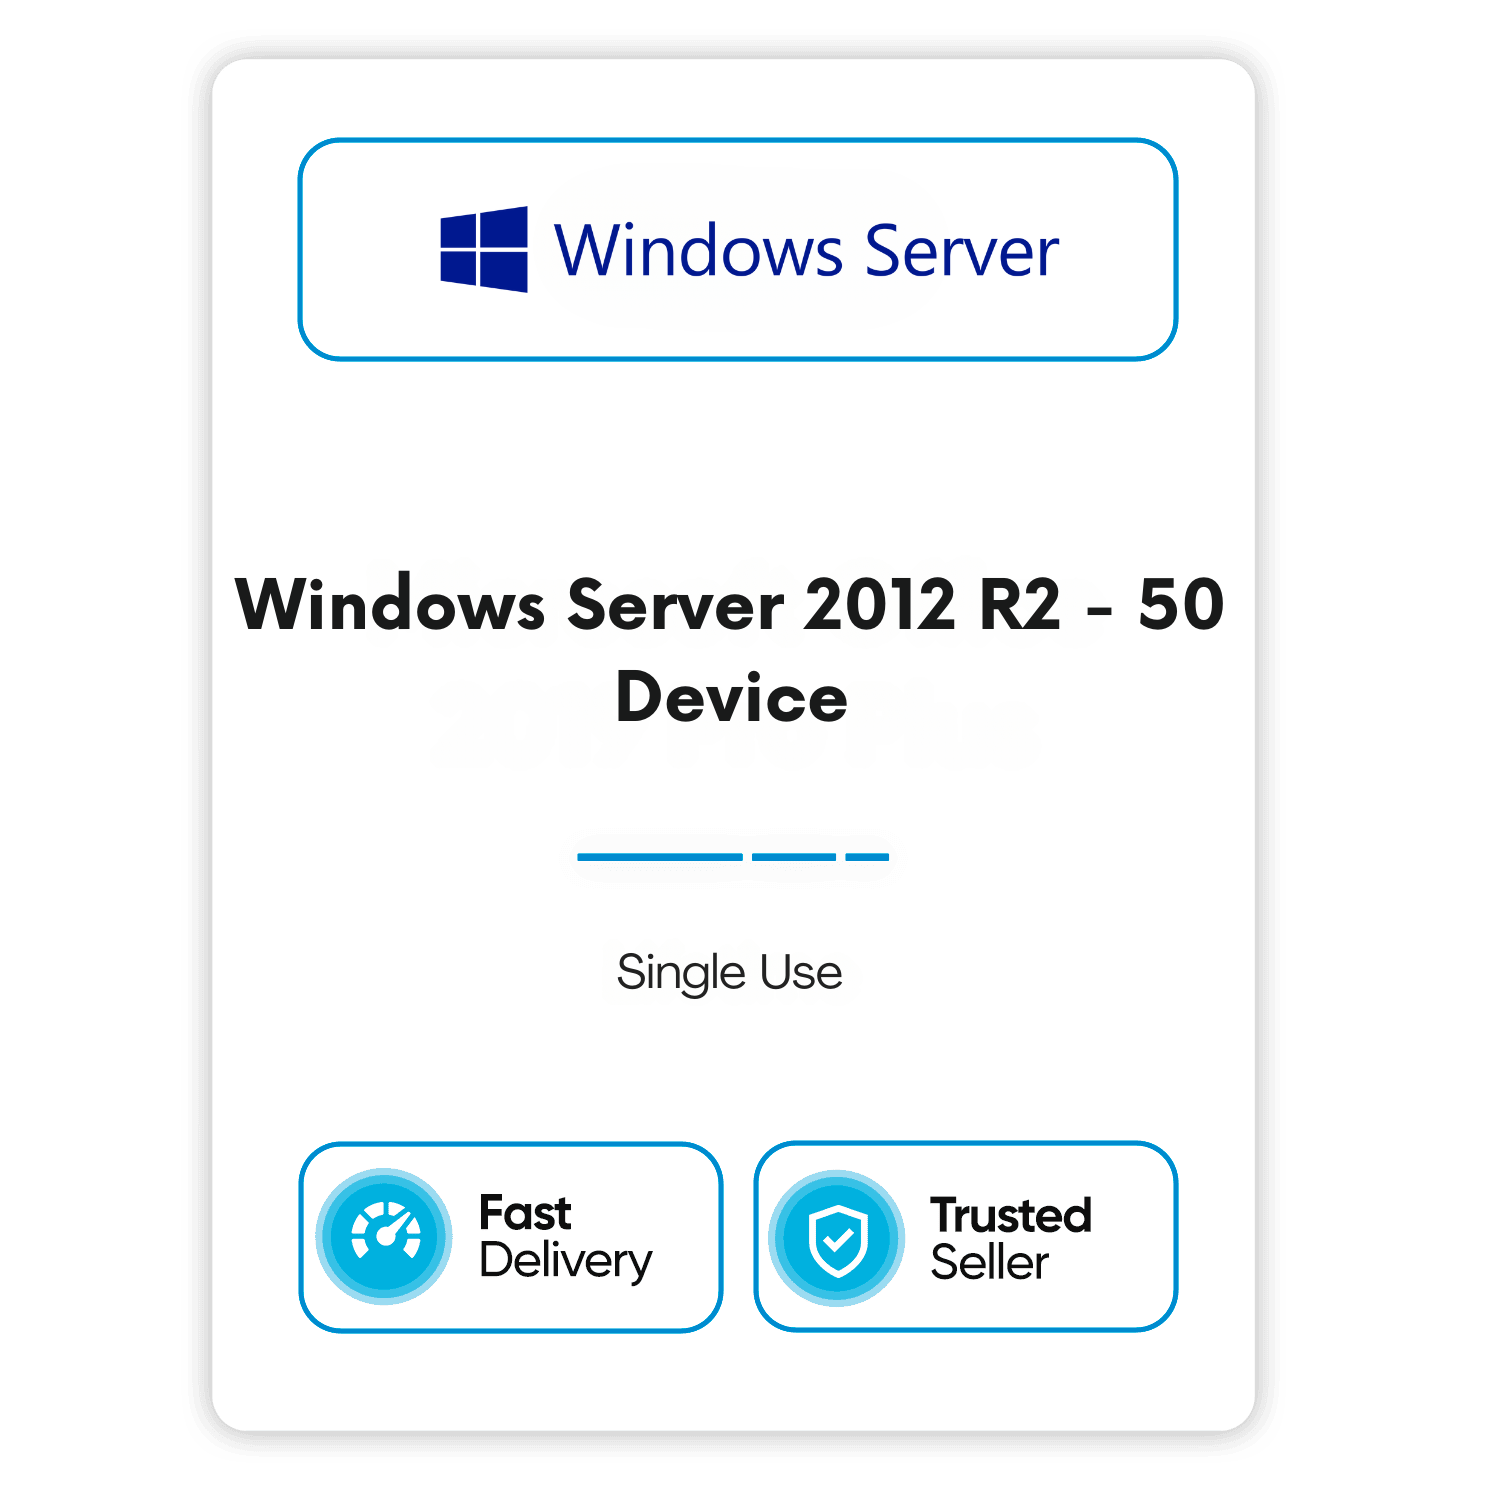 Windows Server
Windows Server 2012 R2 - 50
Device
Single Use
Fast
Delivery
Trusted
Seller